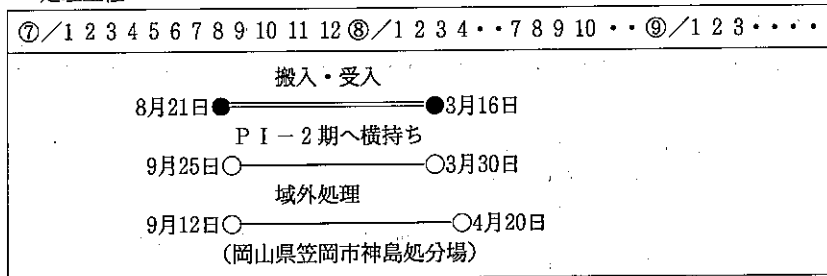 ⑦/1 2 3 4 5 6 7 8 9 10 11 12 ⑧/1 2 3 4・・7 8 9 10 ・・⑨/1 2 3・・・・
搬入・受入
8月21日●━●3月16日
PI-2期へ横持ち
9月25日○─○3月30日
域外処理
9月12日○─○4月20日
(岡山県笠岡市神島処分場)